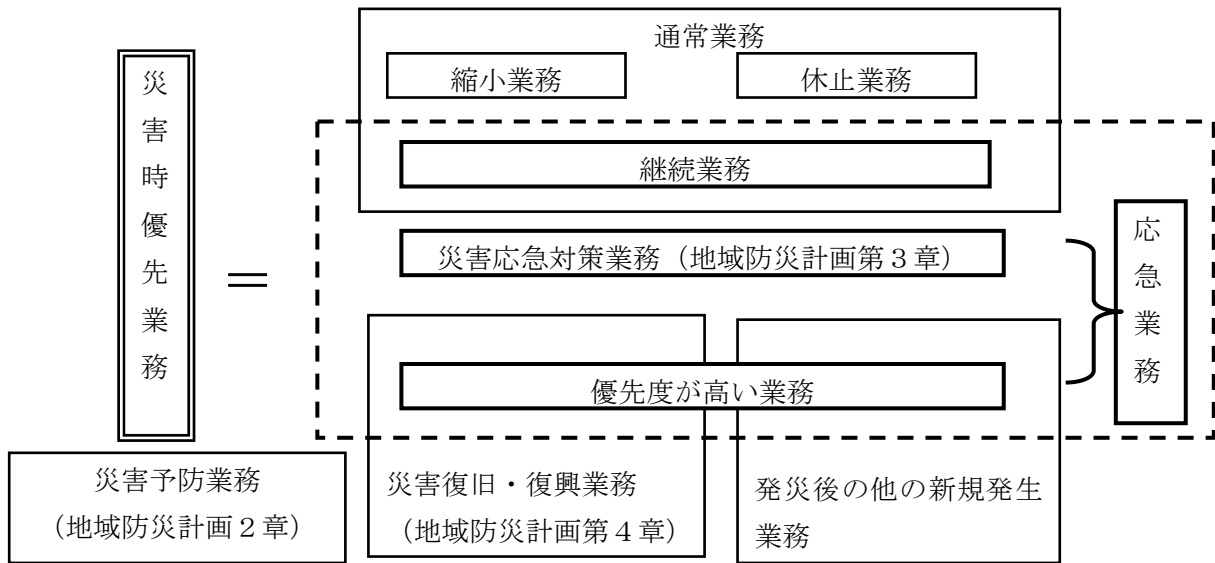 通常業務
縮小業務
休止業務
継続業務
災害時優先業務
＝
災害応急対策業務（地域防災計画第３章）
優先度が高い業務
応急業務
災害予防業務
（地域防災計画２章）
災害復旧・復興業務
（地域防災計画第４章）
発災後の他の新規発生
業務